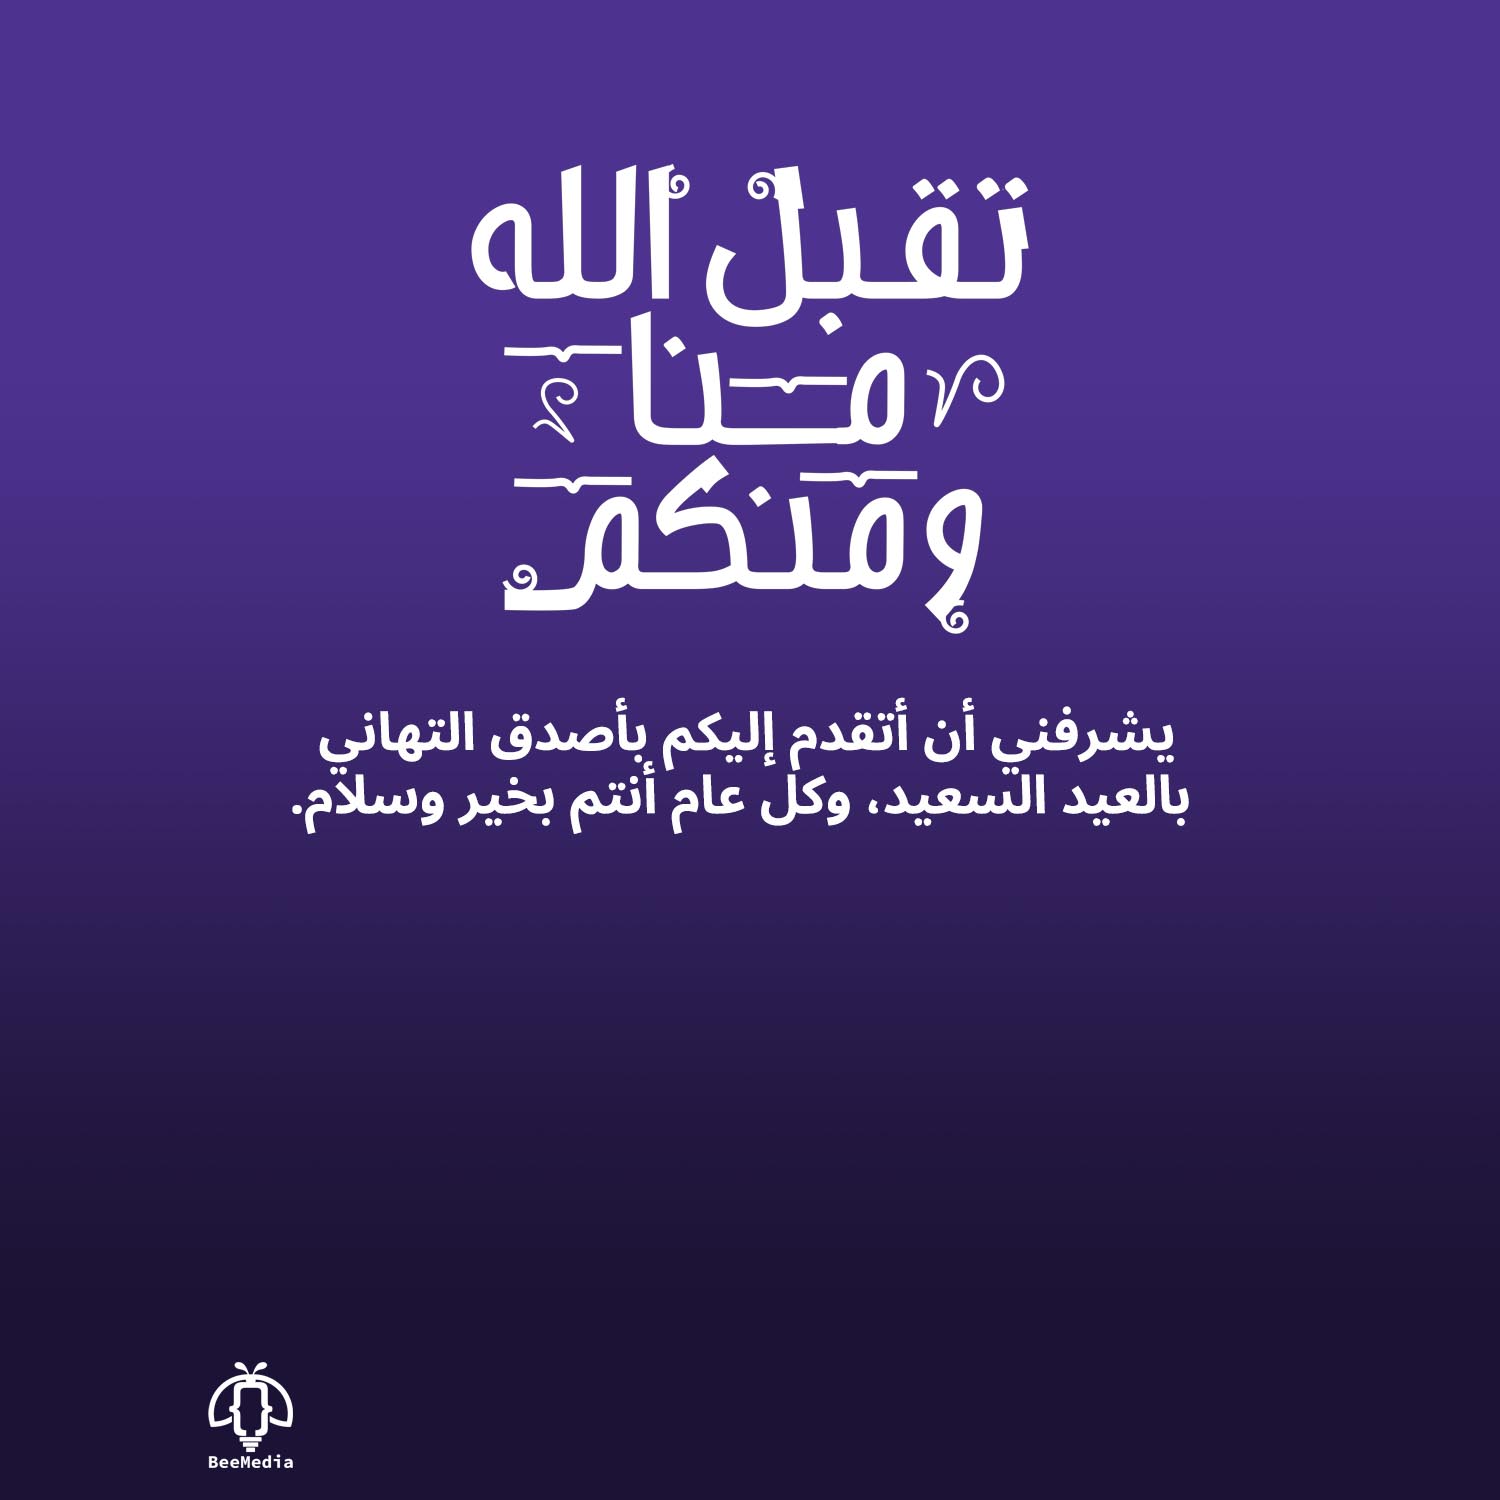 تقبل الله
منا
ومنكم
يشرفني أن أتقدم إليكم بأصدق التهاني
بالعيد السعيد، وكل عام أنتم بخير وسلام.
BeeMedia